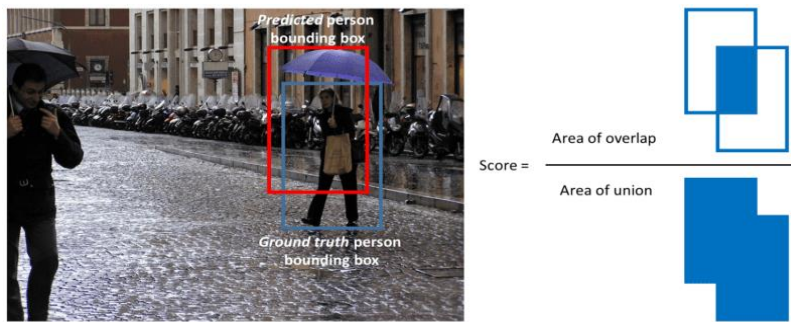 Predicted person
bounding box
Ground truth person
bounding box
Score =
Area of overlap
Area of union